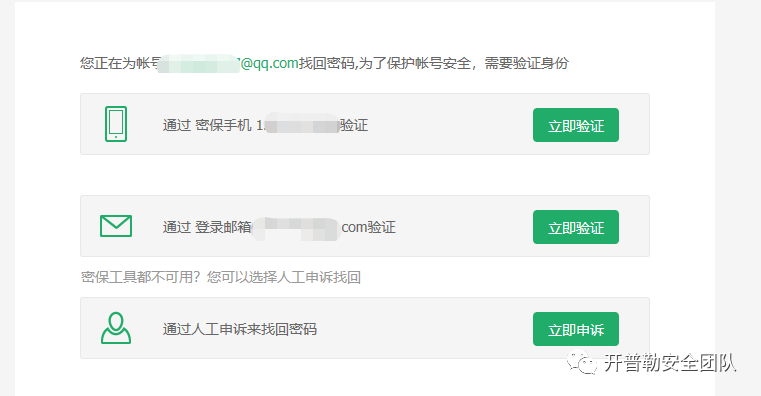 您正在为帐号@qq.com找回密码,为了保护帐号安全，需要验证身份
通过 密保手机 1验证
立即验证
通过 登录邮箱com验证
立即验证
密保工具都不可用？您可以选择人工申诉找回
通过人工申诉来找回密码
立即申诉
开普勒安全团队